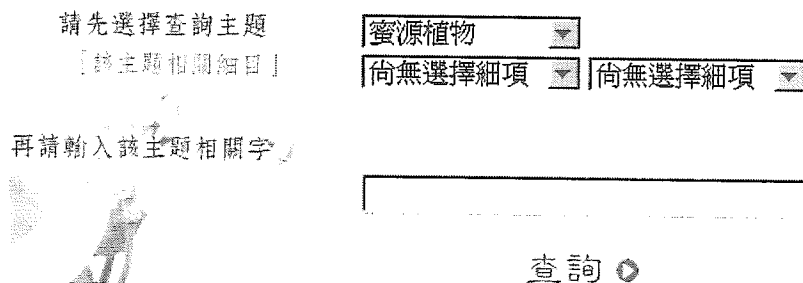 請先選擇查詢主題 蜜源植物
［該主題相關細目］ 尚無選擇細項 尚無選擇細項
再請輸入該主題相關字
查詢